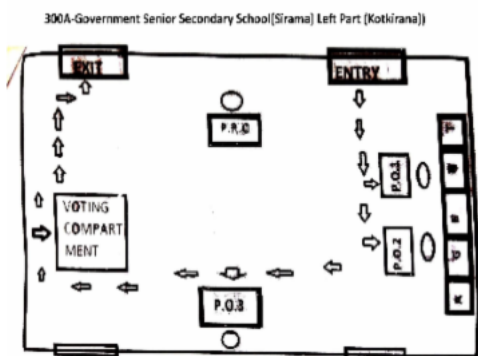 300A-Government Senior Secondary School(Sirama) Left Part (Kotkirana))
EXIT
ENTRY
P.R.O
P.O.1
VOTING
COMPART
MENT
P.O.2
P.O.3